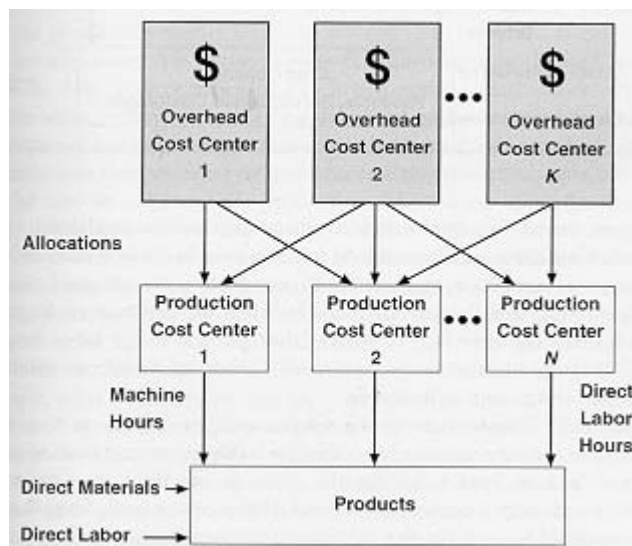 $
Overhead
Cost Center
1
$
Overhead
Cost Center
2
$
Overhead
Cost Center
K
Allocations
Production
Cost Center
1
Production
Cost Center
2
Production
Cost Center
N
Machine
Hours
Direct
Labor
Hours
Direct Materials
Products
Direct Labor